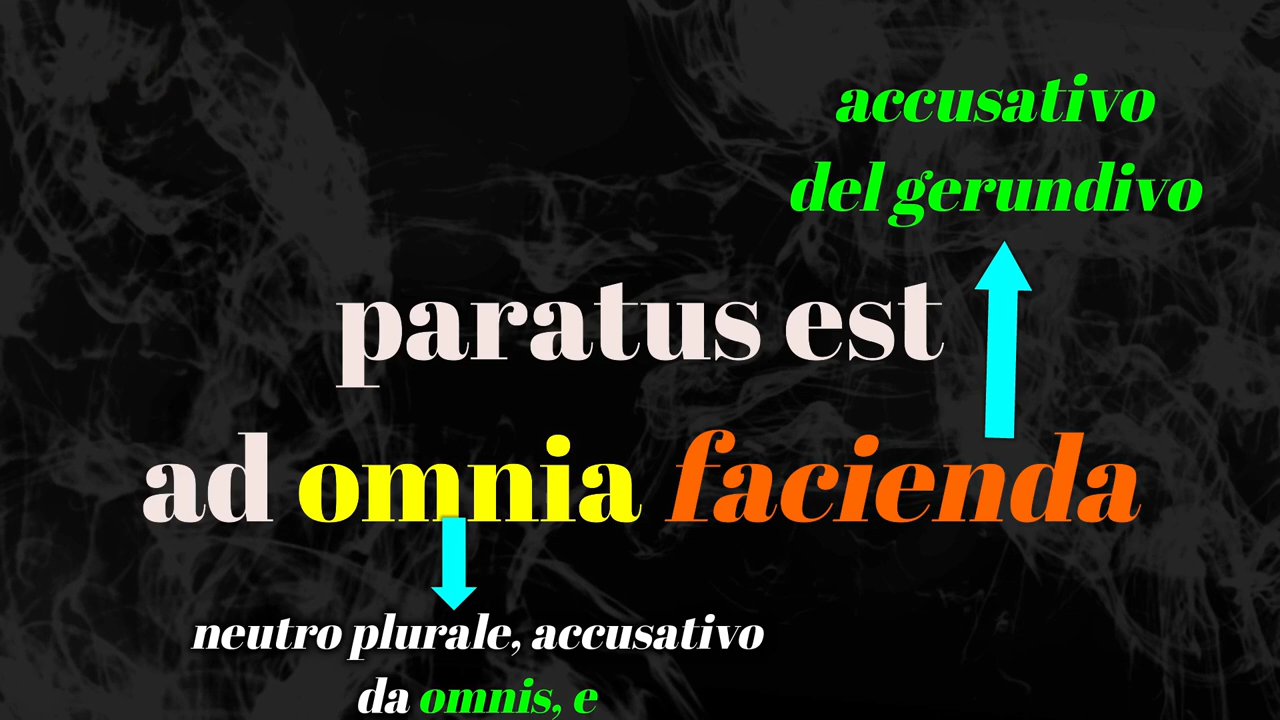 accusativo
del gerundivo
paratus est
ad omnia facienda
neutro plurale, accusativo
da omnis, e